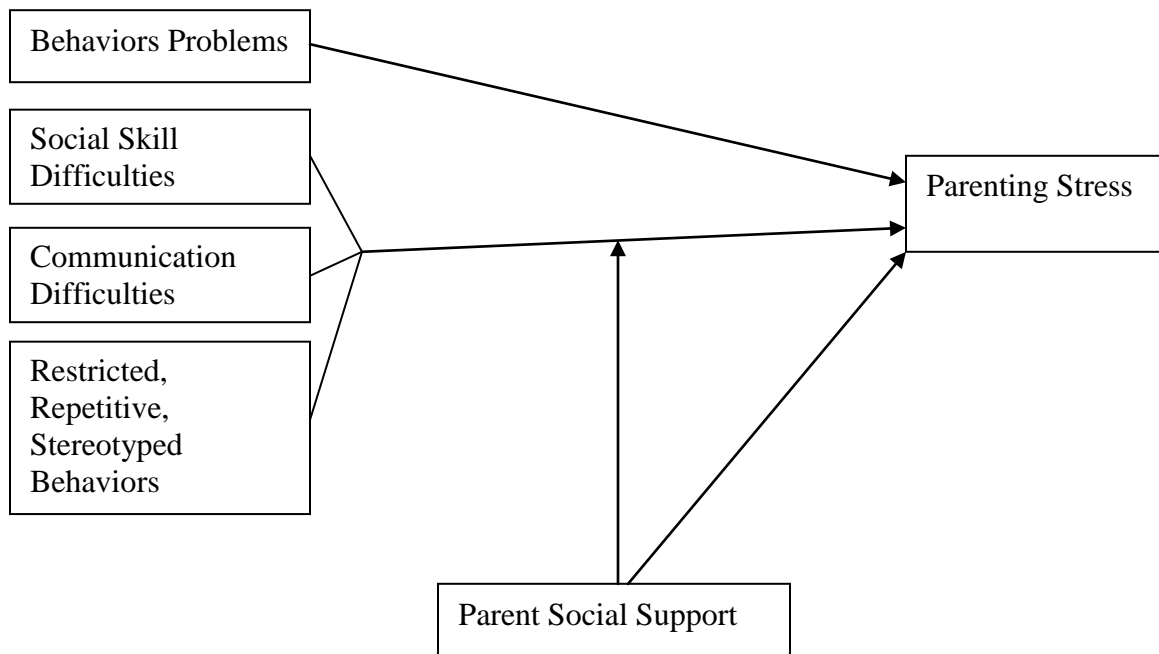 Behaviors Problems
Social Skill
Difficulties
Communication
Difficulties
Restricted,
Repetitive,
Stereotyped
Behaviors
Parenting Stress
Parent Social Support